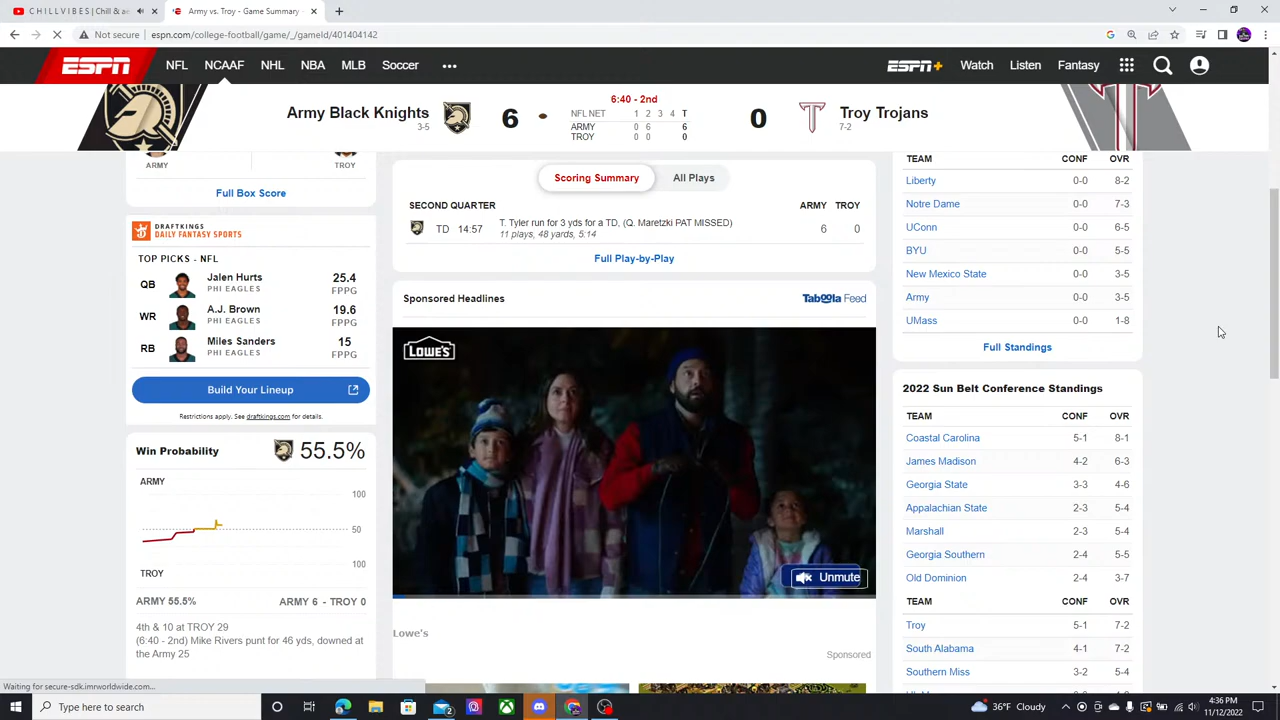 C H I L L V I B E S | Chill & ae
Army vs. Troy - Game Summary -
Not secure | espn.com/college-football/game/_/gameId/401404142
ESPN NFL NCAAF NHL NBA MLB Soccer ••• ESPN+ Watch Listen Fantasy
6:40 - 2nd
Army Black Knights 6
3-5
NFL NET 1 2 3 4 T
ARMY 0 6 6
TROY 0 0 0
0 Troy Trojans
7-2
ARMY TROY
Full Box Score
DRAFTKINGS
DAILY FANTASY SPORTS
TOP PICKS - NFL
QB Jalen Hurts 25.4
PHI EAGLES FPPG
WR A.J. Brown 19.6
PHI EAGLES FPPG
RB Miles Sanders 15
PHI EAGLES FPPG
Build Your Lineup
Restrictions apply. See draftkings.com for details.
Win Probability 55.5%
ARMY
100
50
100
TROY
ARMY 55.5% ARMY 6 - TROY 0
4th & 10 at TROY 29
(6:40 - 2nd) Mike Rivers punt for 46 yds, downed at
the Army 25
Scoring Summary All Plays
SECOND QUARTER ARMY TROY
TD 14:57 T. Tyler run for 3 yds for a TD, (Q. Maretzki PAT MISSED) 6 0
11 plays, 48 yards, 5:14
Full Play-by-Play
Sponsored Headlines Taboola Feed
LOWE'S
Unmute
Lowe's
Sponsored
TEAM CONF OVR
Liberty 0-0 8-2
Notre Dame 0-0 7-3
UConn 0-0 6-5
BYU 0-0 5-5
New Mexico State 0-0 3-5
Army 0-0 3-5
UMass 0-0 1-8
Full Standings
2022 Sun Belt Conference Standings
TEAM CONF OVR
Coastal Carolina 5-1 8-1
James Madison 4-2 6-3
Georgia State 3-3 4-6
Appalachian State 2-3 5-4
Marshall 2-3 5-4
Georgia Southern 2-4 5-5
Old Dominion 2-4 3-7
TEAM CONF OVR
Troy 5-1 7-2
South Alabama 4-1 7-2
Southern Miss 3-2 5-4
Waiting for secure-sdk.imrworldwide.com...
Type here to search
2
36°F Cloudy
4:36 PM
11/12/2022